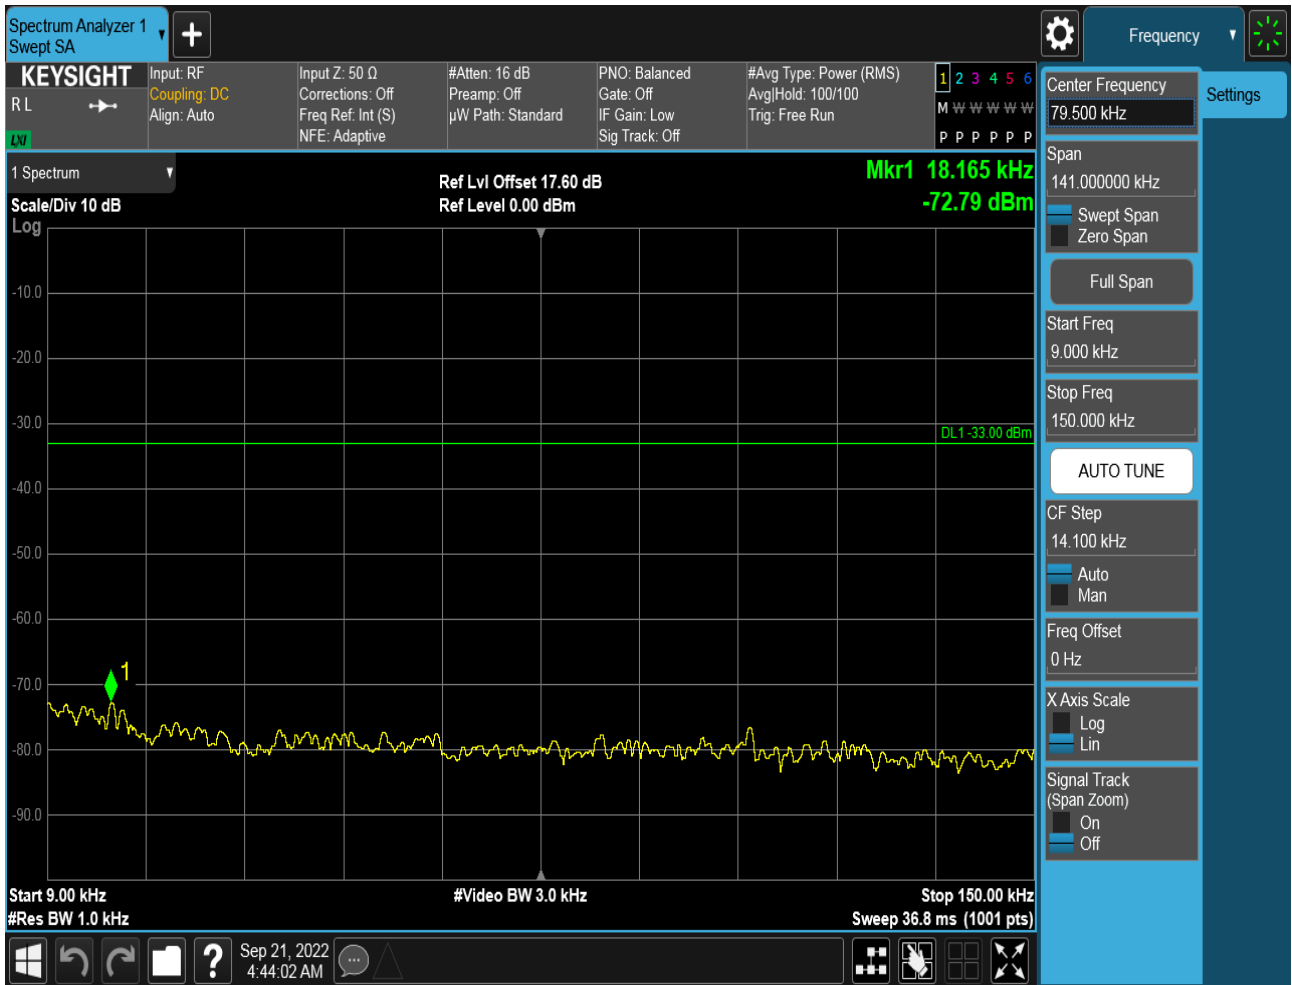 Spectrum Analyzer 1
Swept SA
Frequency
KEYSIGHT
R L
LXI
Input: RF
Coupling: DC
Align: Auto
Input Z: 50 Ω
Corrections: Off
Freq Ref: Int (S)
NFE: Adaptive
#Atten: 16 dB
Preamp: Off
µW Path: Standard
PNO: Balanced
Gate: Off
IF Gain: Low
Sig Track: Off
#Avg Type: Power (RMS)
Avg|Hold: 100/100
Trig: Free Run
1 2 3 4 5 6
M W W W W W
P P P P P P
1 Spectrum
Scale/Div 10 dB
Log
Ref Lvl Offset 17.60 dB
Ref Level 0.00 dBm
Mkr1 18.165 kHz
-72.79 dBm
-10.0
-20.0
-30.0
DL1 -33.00 dBm
-40.0
-50.0
-60.0
1
-70.0
-80.0
-90.0
Start 9.00 kHz
#Video BW 3.0 kHz
Stop 150.00 kHz
#Res BW 1.0 kHz
Sweep 36.8 ms (1001 pts)
?
Sep 21, 2022
4:44:02 AM
Center Frequency
79.500 kHz
Settings
Span
141.000000 kHz
Swept Span
Zero Span
Full Span
Start Freq
9.000 kHz
Stop Freq
150.000 kHz
AUTO TUNE
CF Step
14.100 kHz
Auto
Man
Freq Offset
0 Hz
X Axis Scale
Log
Lin
Signal Track
(Span Zoom)
On
Off